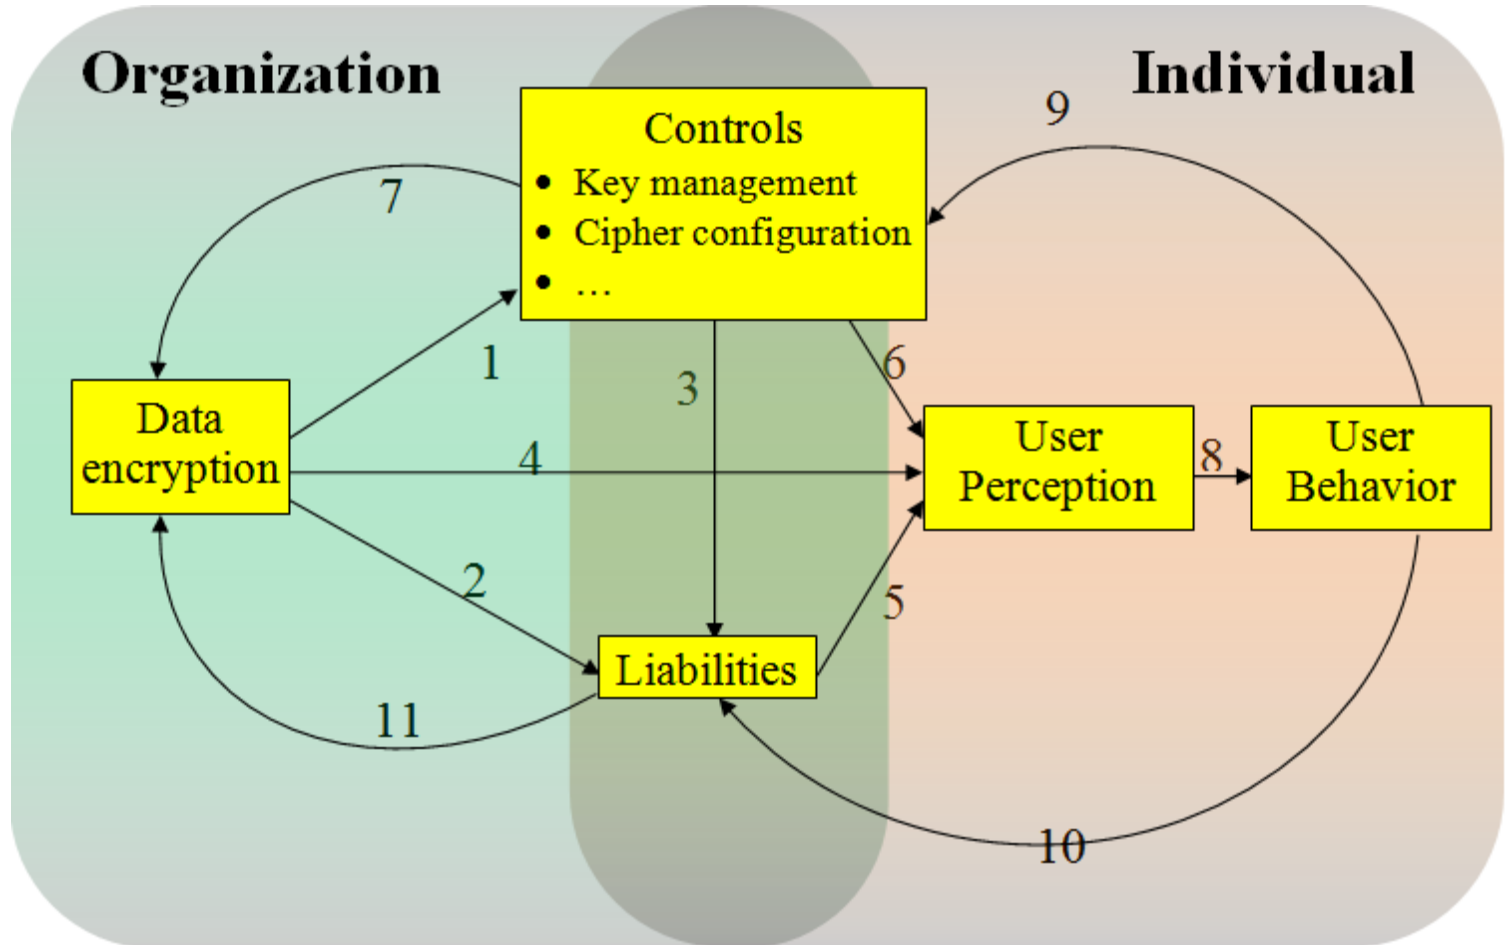 Organization
Individual
Controls
• Key management
• Cipher configuration
• …
9
7
1
6
3
Data
encryption
4
User
Perception
8
User
Behavior
2
5
Liabilities
11
10